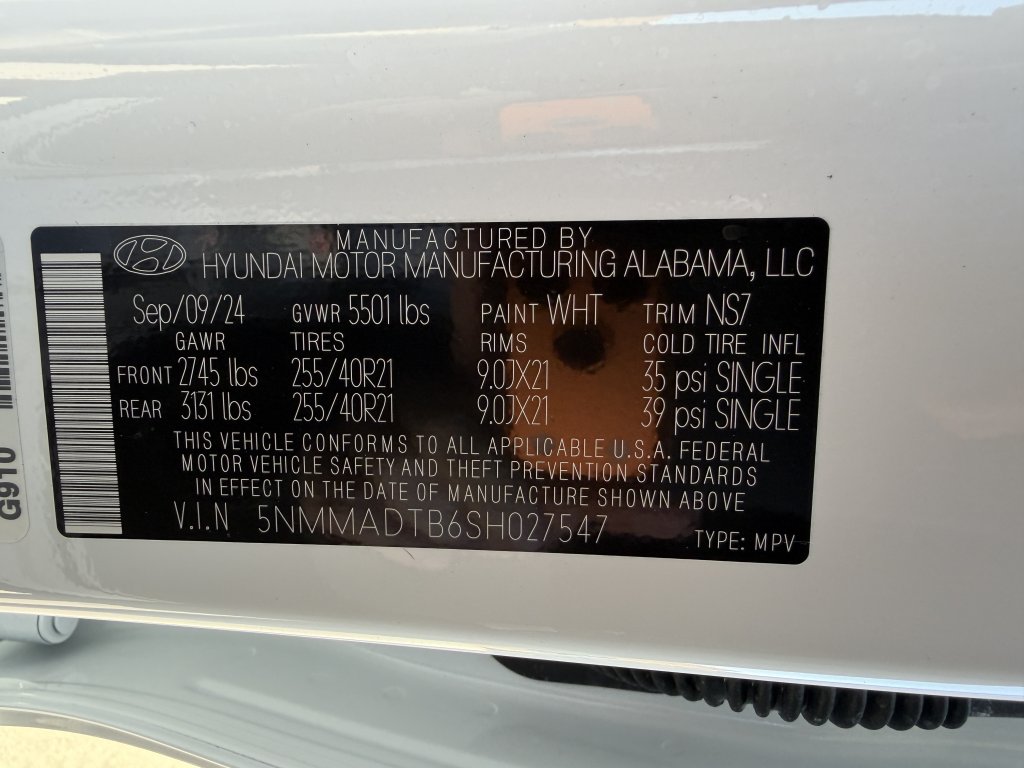 MANUFACTURED BY
HYUNDAI MOTOR MANUFACTURING ALABAMA, LLC
Sep/09/24 GVWR 5501 lbs PAINT WHT TRIM NS7
GAWR TIRES RIMS COLD TIRE INFL
FRONT 2745 lbs 255/40R21 9.0JX21 35 psi SINGLE
REAR 3131 lbs 255/40R21 9.0JX21 39 psi SINGLE
THIS VEHICLE CONFORMS TO ALL APPLICABLE U.S.A. FEDERAL
MOTOR VEHICLE SAFETY AND THEFT PREVENTION STANDARDS
IN EFFECT ON THE DATE OF MANUFACTURE SHOWN ABOVE
V.I.N 5NMMADTB6SH027547 TYPE: MPV
G910